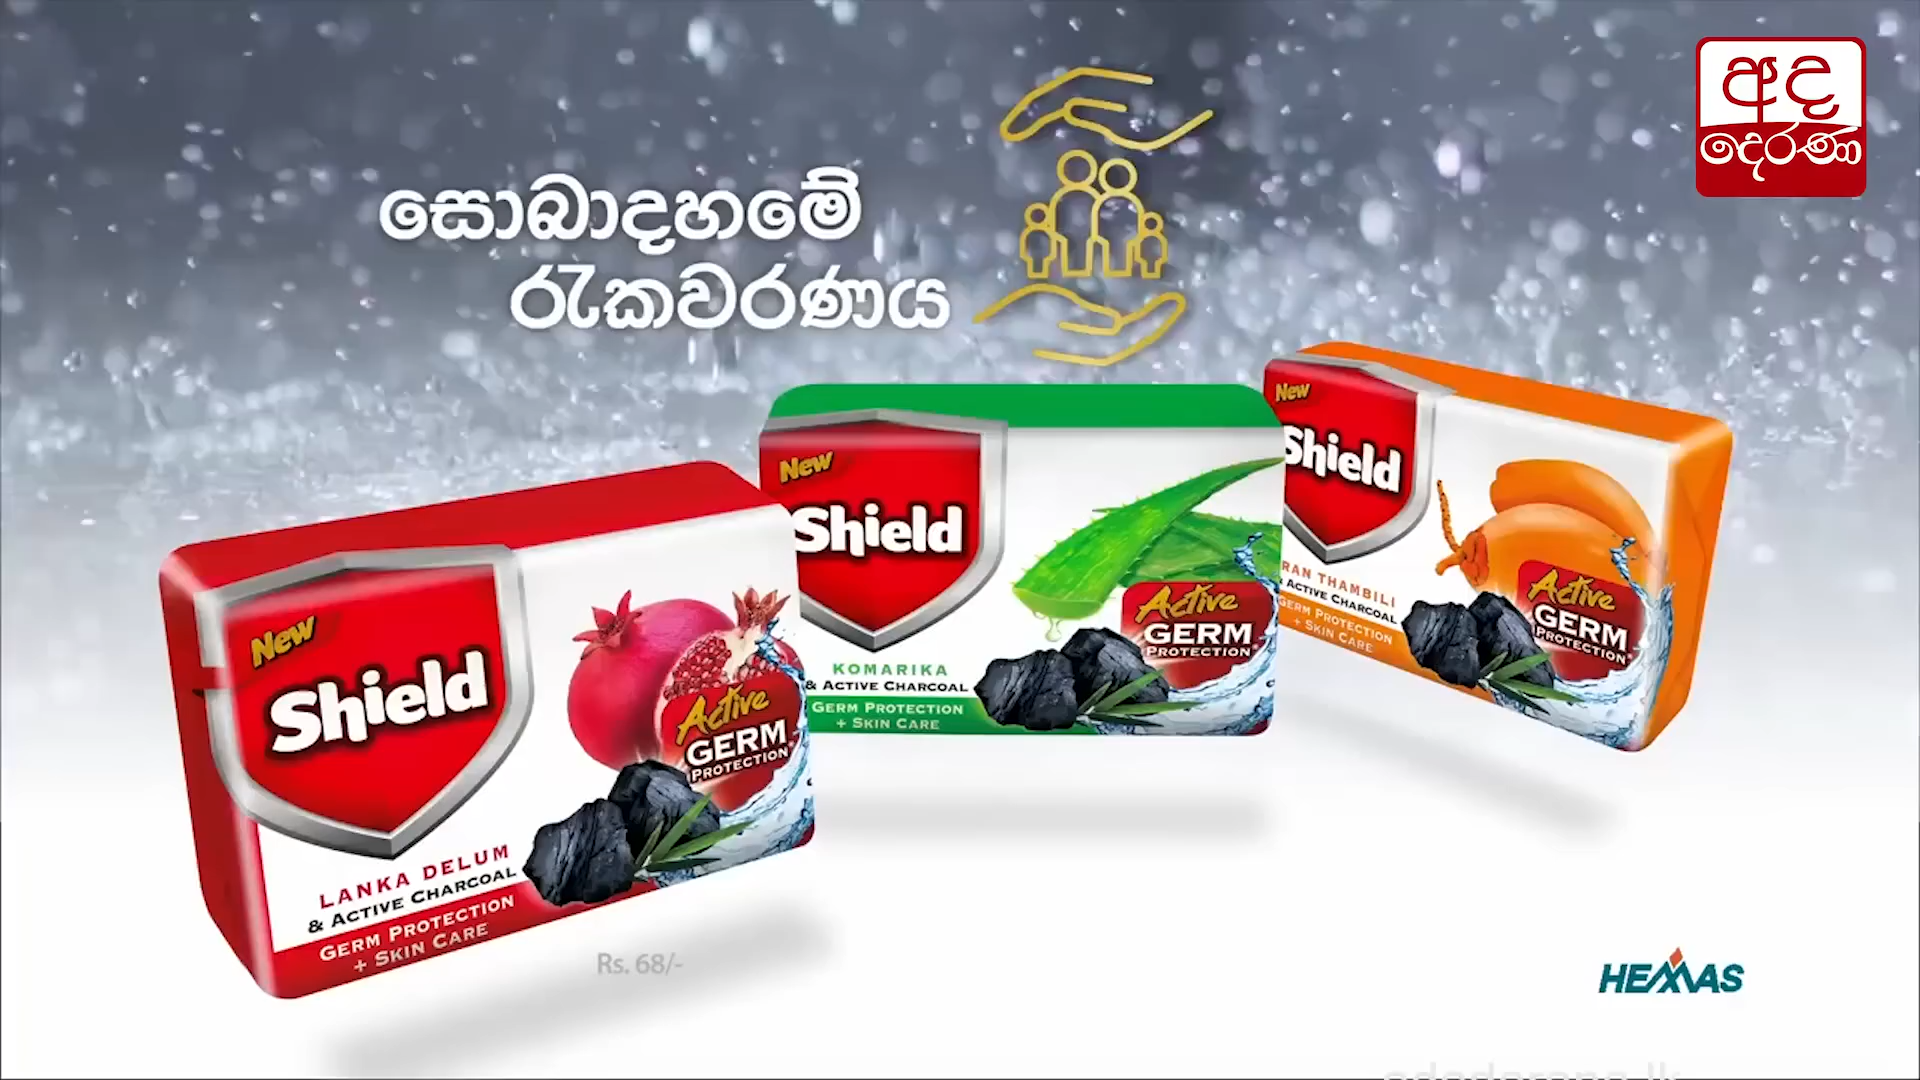 අද
දෙරණ
සොබාදහමේ
රැකවරණය
New
Shield
LANKA DELUM
& ACTIVE CHARCOAL
GERM PROTECTION
+ SKIN CARE
Active
GERM
PROTECTION
Rs. 68/-
New
Shield
KOMARIKA
& ACTIVE CHARCOAL
GERM PROTECTION
+ SKIN CARE
Active
GERM
PROTECTION
New
Shield
RAN THAMBILI
& ACTIVE CHARCOAL
GERM PROTECTION
+ SKIN CARE
Active
GERM
PROTECTION
HEMAS